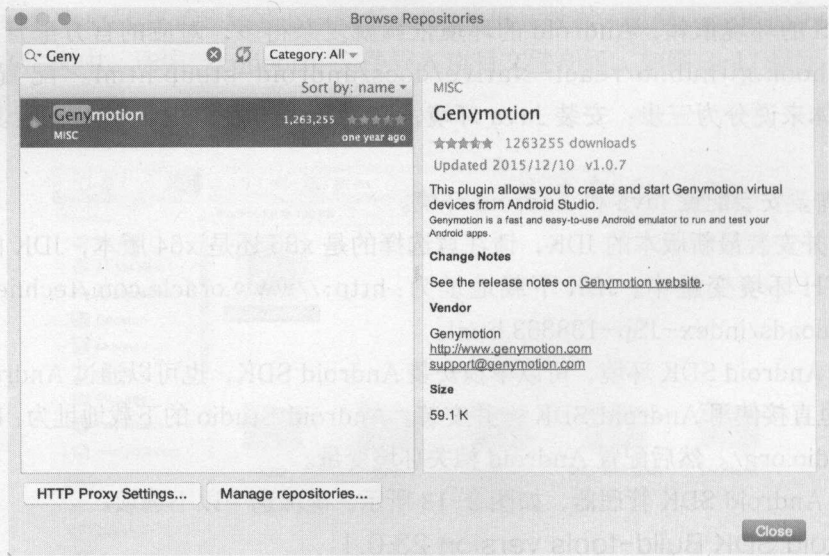 Browse Repositories
Geny
Category: All
Sort by: name
Genymotion
1,263,255
MISC
one year ago
MISC
Genymotion
1263255 downloads
Updated 2015/12/10 v1.0.7
This plugin allows you to create and start Genymotion virtual
devices from Android Studio.
Genymotion is a fast and easy-to-use Android emulator to run and test your
Android apps.
Change Notes
See the release notes on Genymotion website.
Vendor
Genymotion
http://www.genymotion.com
support@genymotion.com
Size
59.1 K
HTTP Proxy Settings...
Manage repositories...
Close